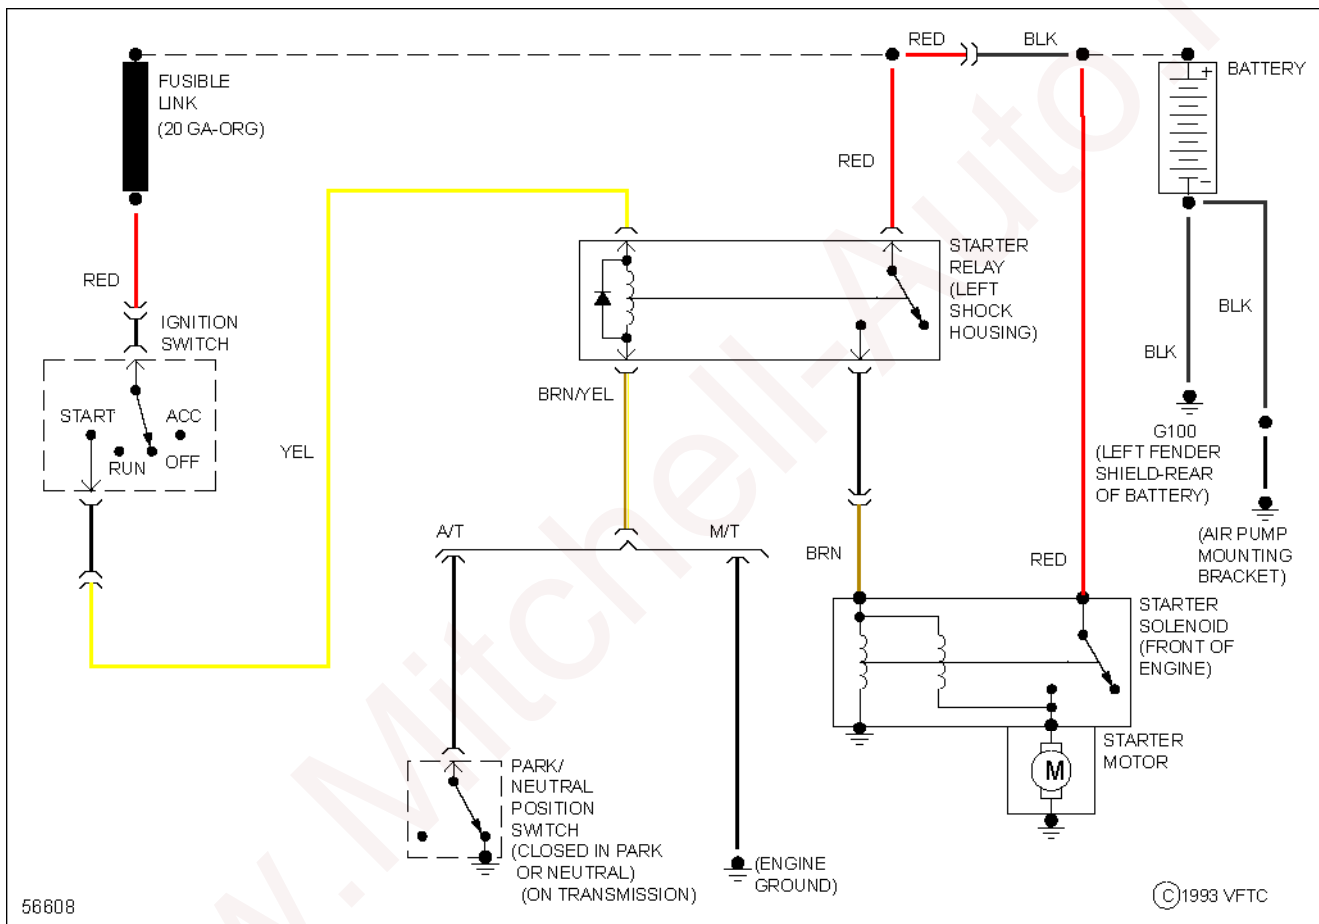 RED
BLK
FUSIBLE
LINK
(20 GA-ORG)
BATTERY
+
–
RED
RED
STARTER
RELAY
(LEFT
SHOCK
HOUSING)
BLK
BLK
IGNITION
SWITCH
START
ACC
RUN
OFF
BRN/YEL
YEL
G100
(LEFT FENDER
SHIELD-REAR
OF BATTERY)
A/T
M/T
BRN
RED
(AIR PUMP
MOUNTING
BRACKET)
STARTER
SOLENOID
(FRONT OF
ENGINE)
STARTER
MOTOR
M
PARK/
NEUTRAL
POSITION
SWITCH
(CLOSED IN PARK
OR NEUTRAL)
(ON TRANSMISSION)
(ENGINE
GROUND)
56608
©1993 VFTC
w.Mitchell-Auto.